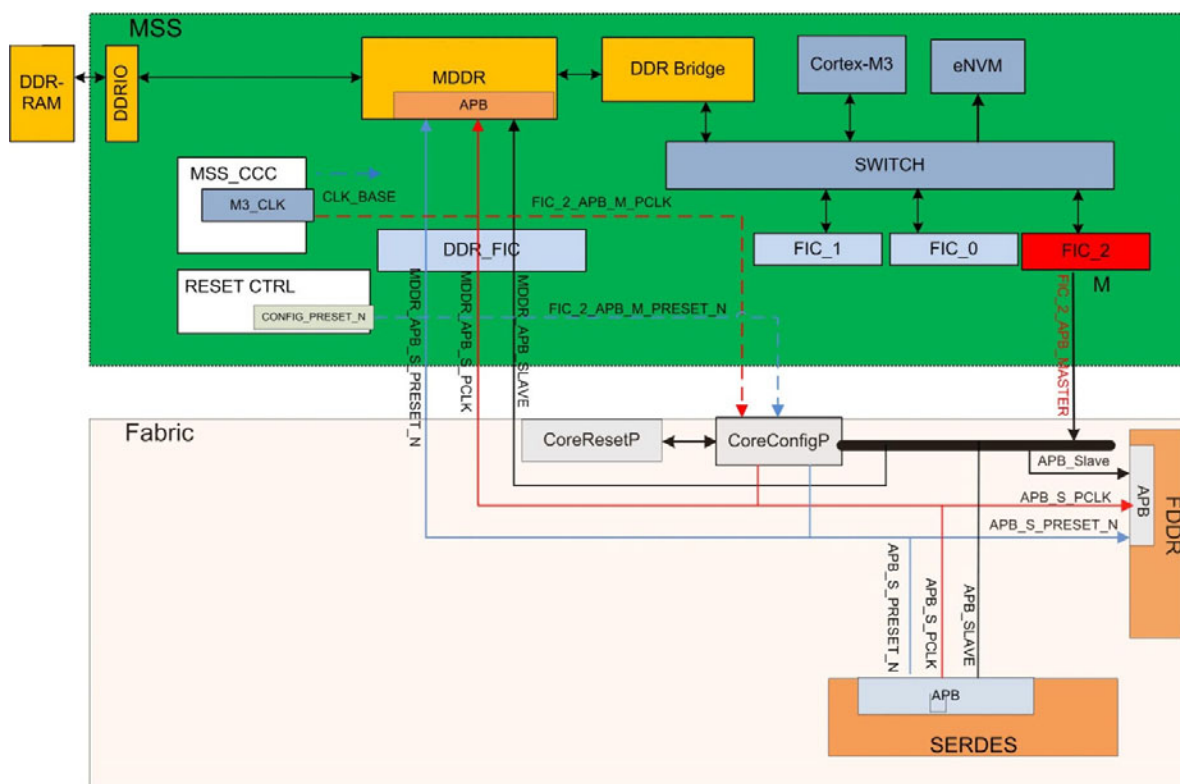 MSS
DDR-
RAM
DDRIO
MDDR
APB
DDR Bridge
Cortex-M3
eNVM
SWITCH
MSS_CCC
M3_CLK
CLK_BASE
FIC_2_APB_M_PCLK
DDR_FIC
FIC_1
FIC_0
FIC_2
M
RESET CTRL
CONFIG_PRESET_N
FIC_2_APB_M_PRESET_N
MDDR_APB_S_PRESET_N
MDDR_APB_S_PCLK
MDDR_APB_SLAVE
FIC_2_APB_MASTER
Fabric
CoreResetP
CoreConfigP
APB_Slave
APB_S_PCLK
APB_S_PRESET_N
APB
FDDR
APB_S_PRESET_N
APB_S_PCLK
APB_SLAVE
APB
SERDES